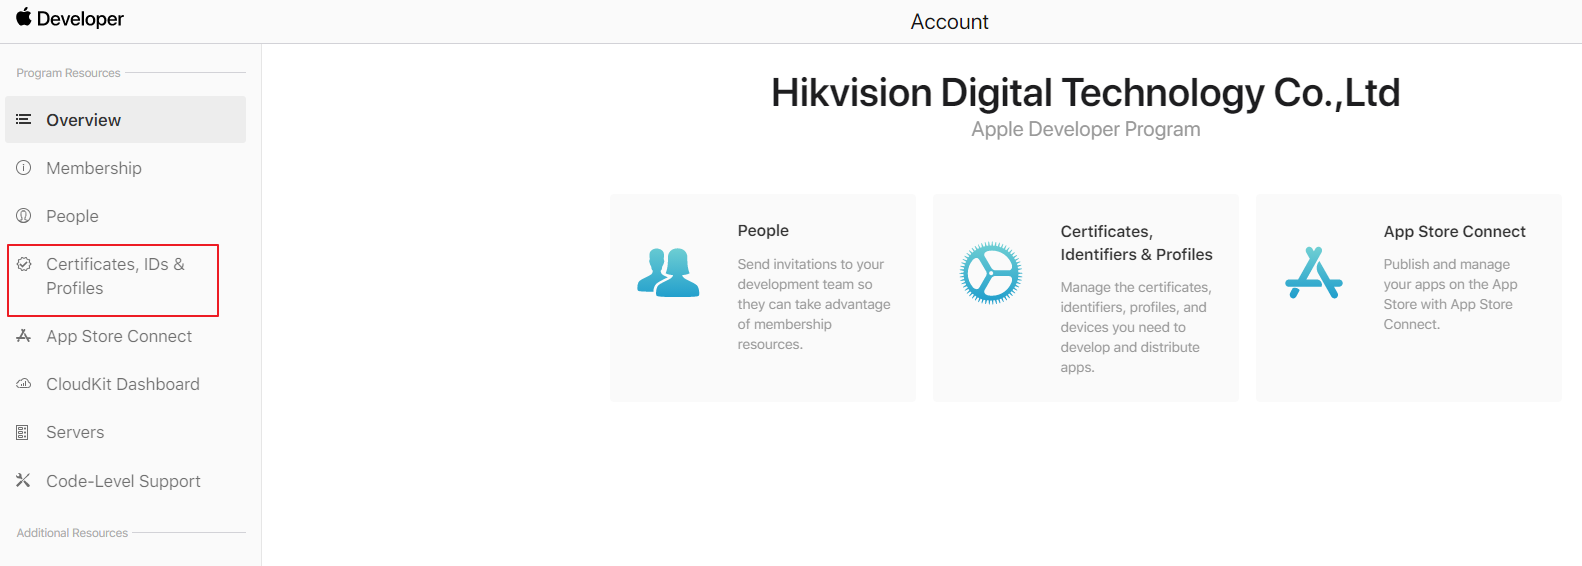 Developer
Account
Program Resources
Overview
Membership
People
Certificates, IDs &
Profiles
App Store Connect
CloudKit Dashboard
Servers
Code-Level Support
Additional Resources
Hikvision Digital Technology Co.,Ltd
Apple Developer Program
People
Send invitations to your
development team so
they can take advantage
of membership
resources.
Certificates,
Identifiers & Profiles
Manage the certificates,
identifiers, profiles, and
devices you need to
develop and distribute
apps.
App Store Connect
Publish and manage
your apps on the App
Store with App Store
Connect.